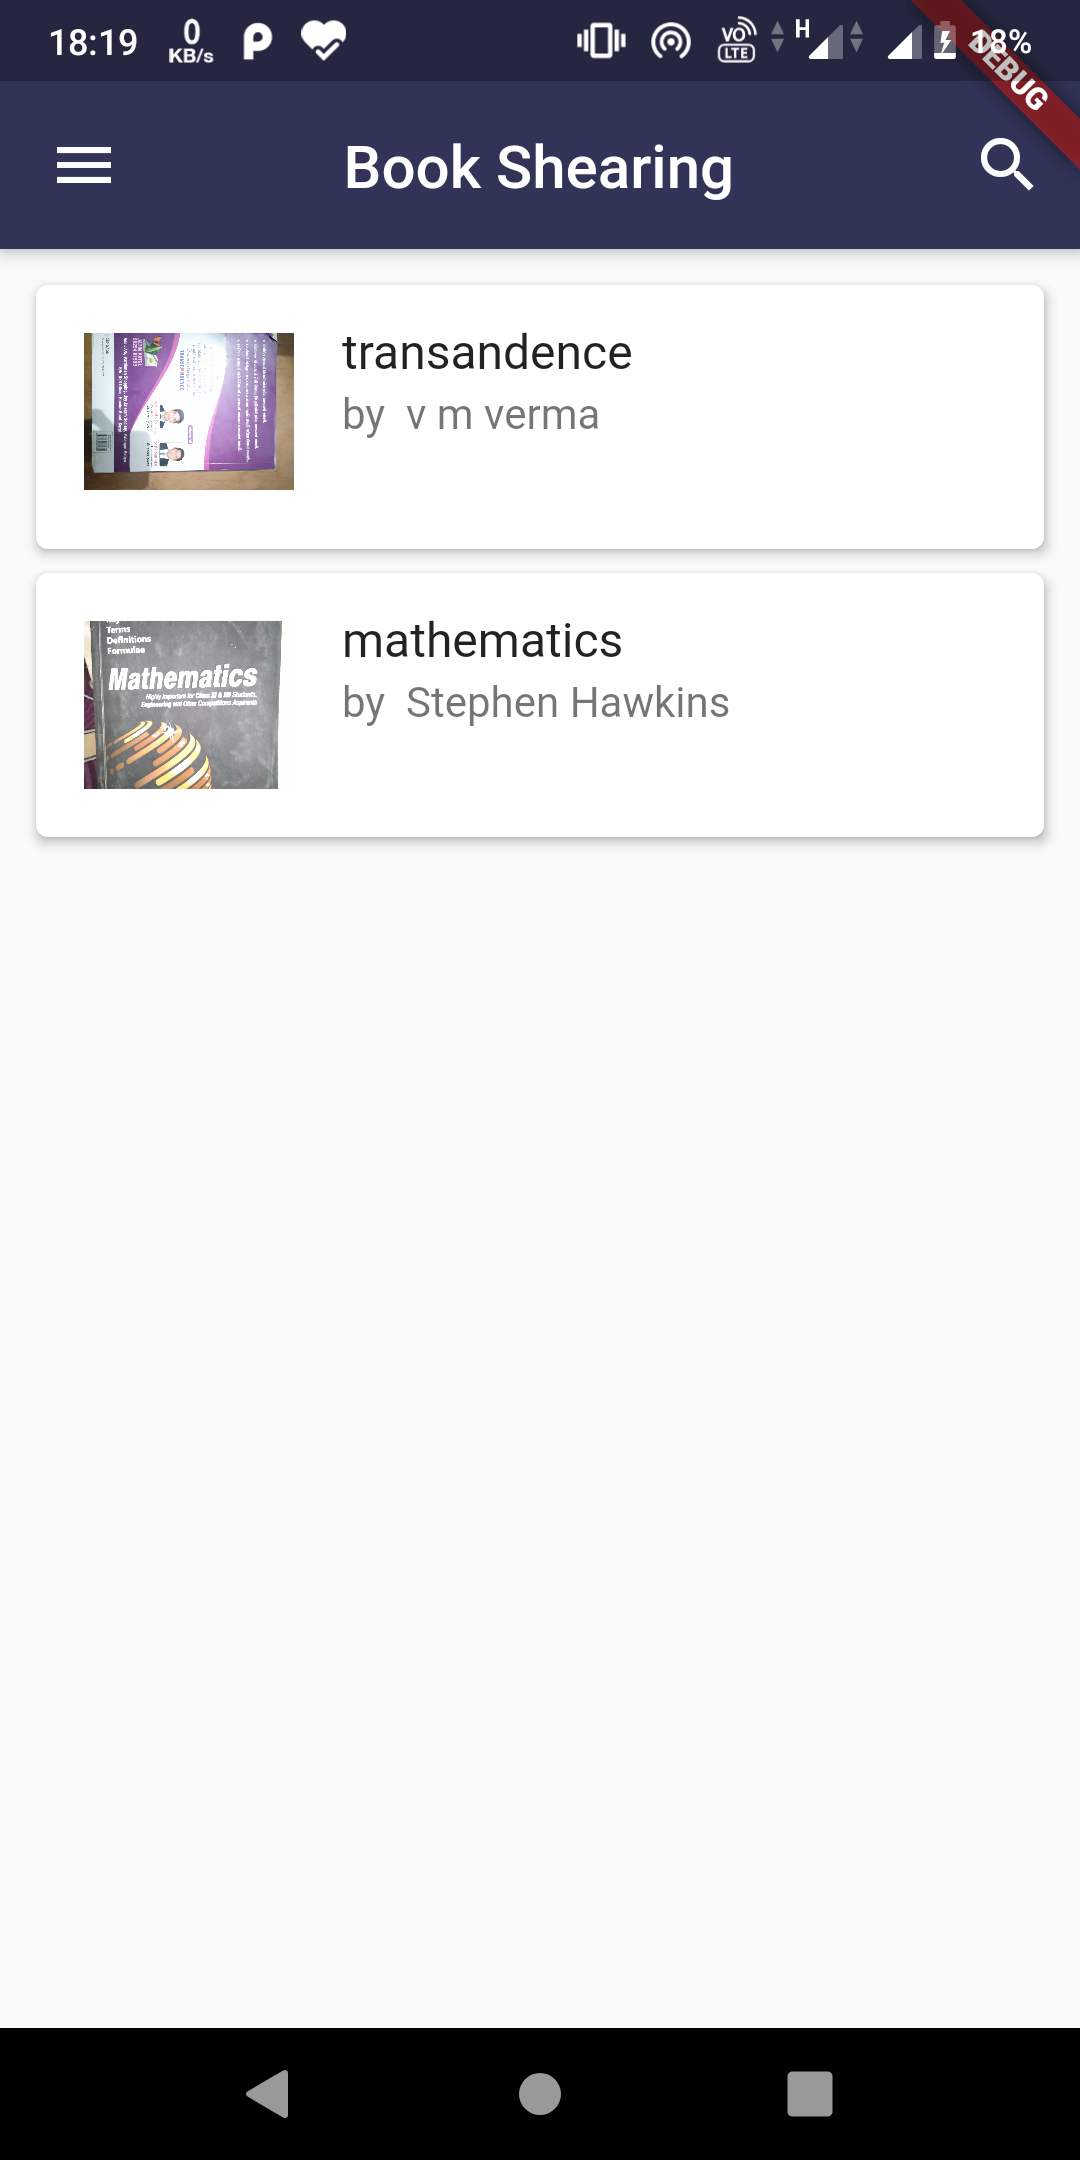 18:19 0 KB/s VO LTE H 18%
DEBUG
Book Shearing
transandence
by v m verma
Terms
Definitions
Formulae
Mathematics
Highly Important for Class XI & XII Students,
Engineering and Other Competitions Aspirants
mathematics
by Stephen Hawkins